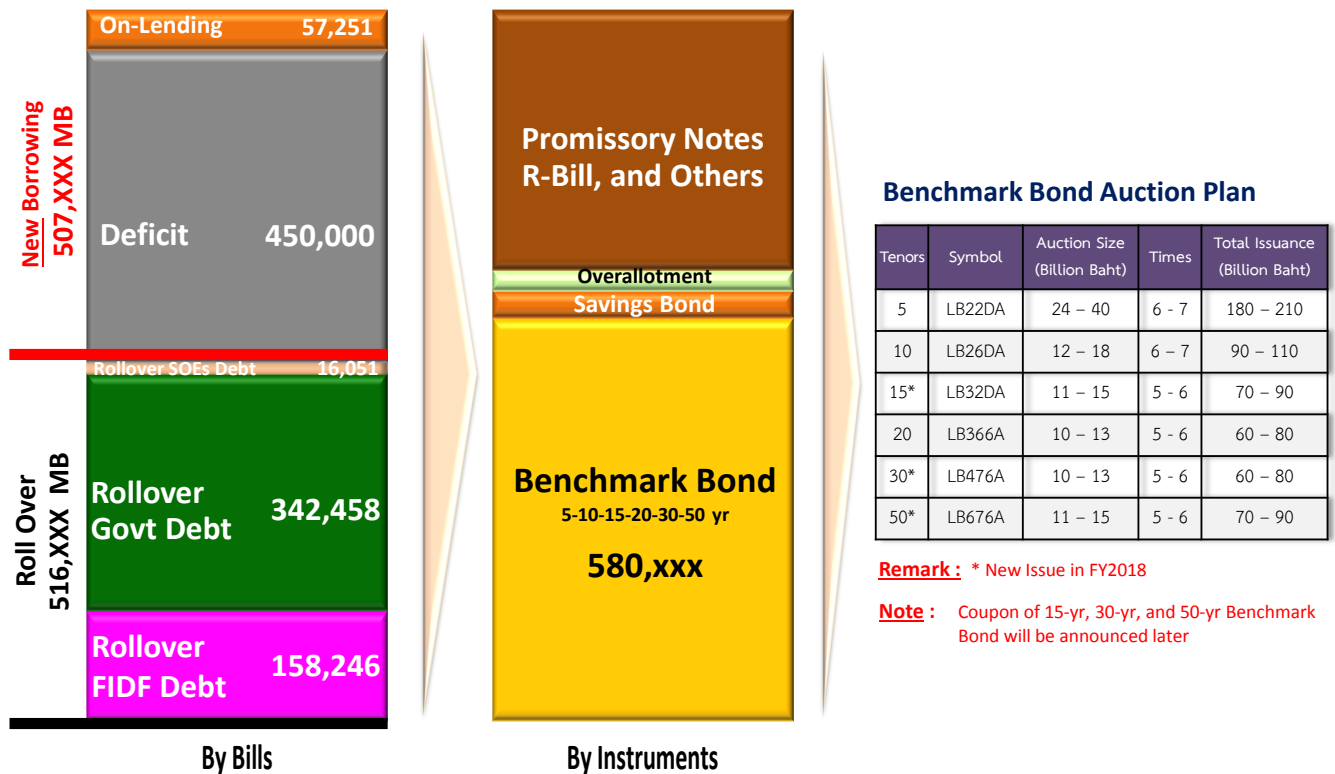 On-Lending 57,251
New Borrowing
507,XXX MB
Deficit 450,000
Rollover SOEs Debt 16,051
Roll Over
516,XXX MB
Rollover
Govt Debt 342,458
Rollover
FIDF Debt 158,246
By Bills
Promissory Notes
R-Bill, and Others
Overallotment
Savings Bond
Benchmark Bond
5-10-15-20-30-50 yr
580,xxx
By Instruments
Benchmark Bond Auction Plan
Tenors Symbol Auction Size (Billion Baht) Times Total Issuance (Billion Baht)
5 LB22DA 24 – 40 6 - 7 180 – 210
10 LB26DA 12 – 18 6 – 7 90 – 110
15* LB32DA 11 – 15 5 - 6 70 – 90
20 LB366A 10 – 13 5 - 6 60 – 80
30* LB476A 10 – 13 5 - 6 60 – 80
50* LB676A 11 – 15 5 - 6 70 – 90
Remark : * New Issue in FY2018
Note : Coupon of 15-yr, 30-yr, and 50-yr Benchmark
Bond will be announced later